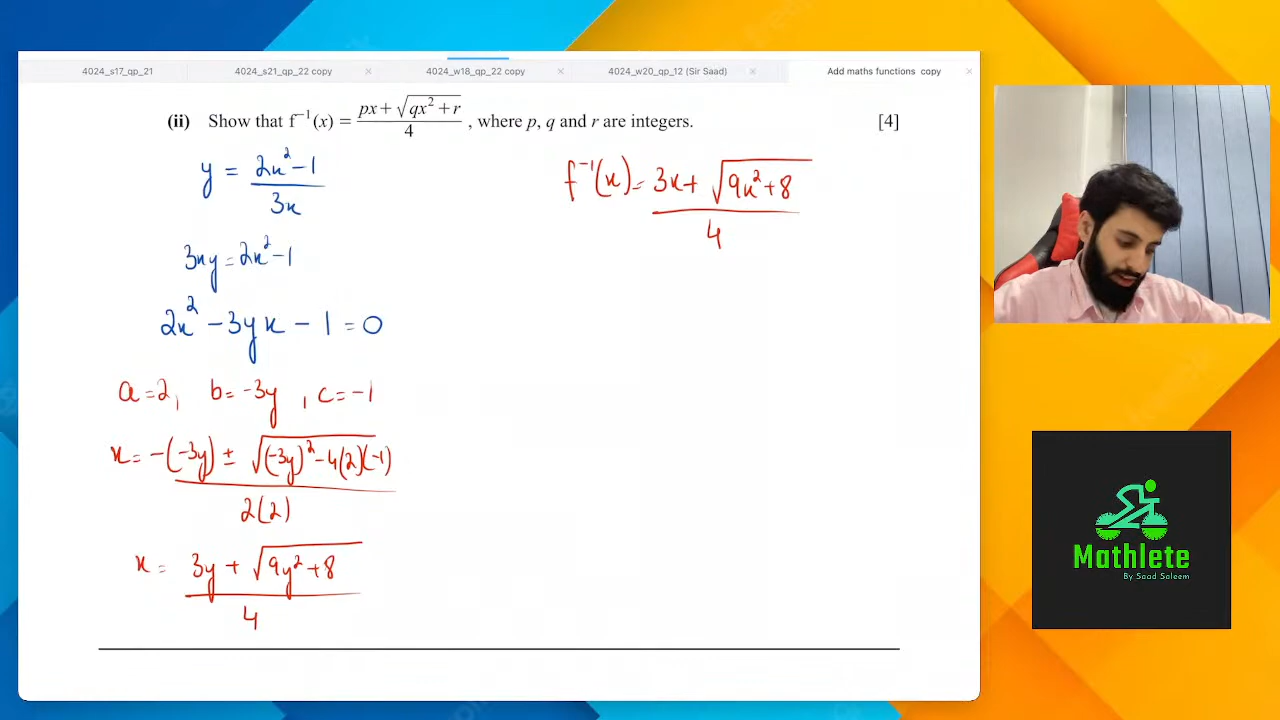 4024_s17_qp_21 4024_s21_qp_22 copy × 4024_w18_qp_22 copy × 4024_w20_qp_12 (Sir Saad) × Add maths functions copy ×
(ii) Show that f⁻¹(x) = (px + √(qx² + r))/4 , where p, q and r are integers. [4]
y = (2x² − 1)/(3x)
3xy = 2x² − 1
2x² − 3yx − 1 = 0
a = 2, b = −3y , c = −1
x = (−(−3y) ± √((−3y)² − 4(2)(−1)))/(2(2))
x = (3y + √(9y² + 8))/4
f⁻¹(x) = (3x + √(9x² + 8))/4
Mathlete
By Saad Saleem